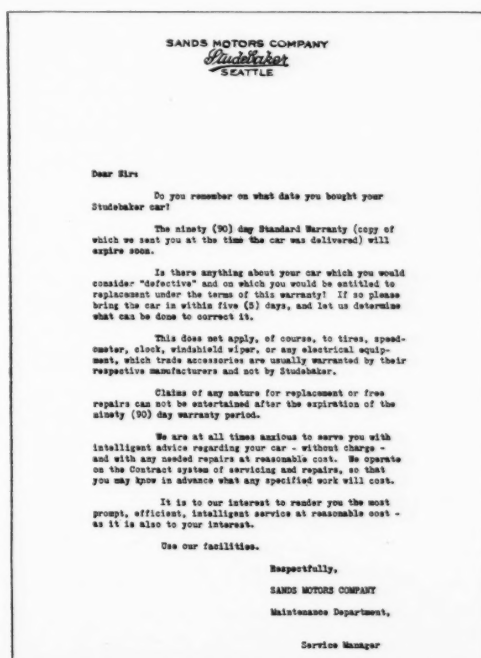 SANDS MOTORS COMPANY
Studebaker
SEATTLE
Dear Sir:
Do you remember on what date you bought your
Studebaker car?
The ninety (90) day Standard Warranty (copy of
which we sent you at the time the car was delivered) will
expire soon.
Is there anything about your car which you would
consider "defective" and on which you would be entitled to
replacement under the terms of this warranty? If so please
bring the car in within five (5) days, and let us determine
what can be done to correct it.
This does not apply, of course, to tires, speed-
ometer, clock, windshield wiper, or any electrical equip-
ment, which trade accessories are usually warranted by their
respective manufacturers and not by Studebaker.
Claims of any nature for replacement or free
repairs can not be entertained after the expiration of the
ninety (90) day warranty period.
We are at all times anxious to serve you with
intelligent advice regarding your car - without charge -
and with any needed repairs at reasonable cost. We operate
on the Contract system of servicing and repairs, so that
you may know in advance what any specified work will cost.
It is to our interest to render you the most
prompt, efficient, intelligent service at reasonable cost -
as it is also to your interest.
Use our facilities.
Respectfully,
SANDS MOTORS COMPANY
Maintenance Department,
Service Manager